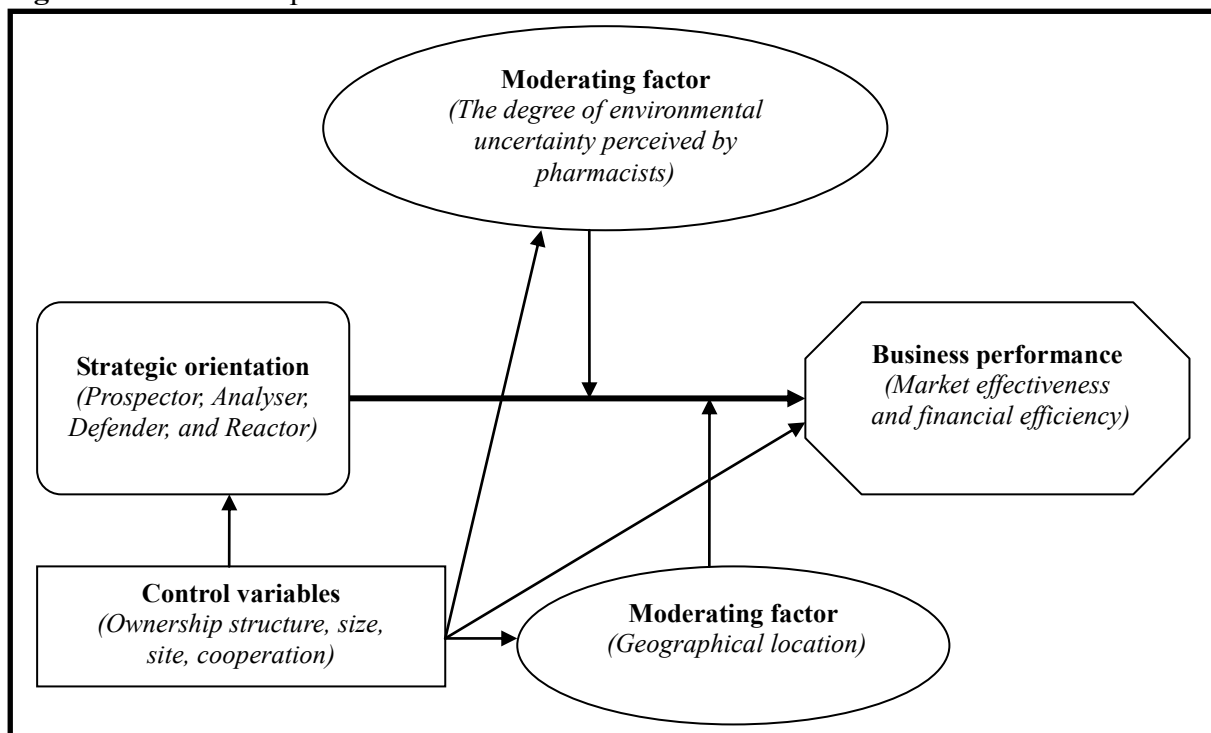 Moderating factor
(The degree of environmental
uncertainty perceived by
pharmacists)
Strategic orientation
(Prospector, Analyser,
Defender, and Reactor)
Business performance
(Market effectiveness
and financial efficiency)
Control variables
(Ownership structure, size,
site, cooperation)
Moderating factor
(Geographical location)